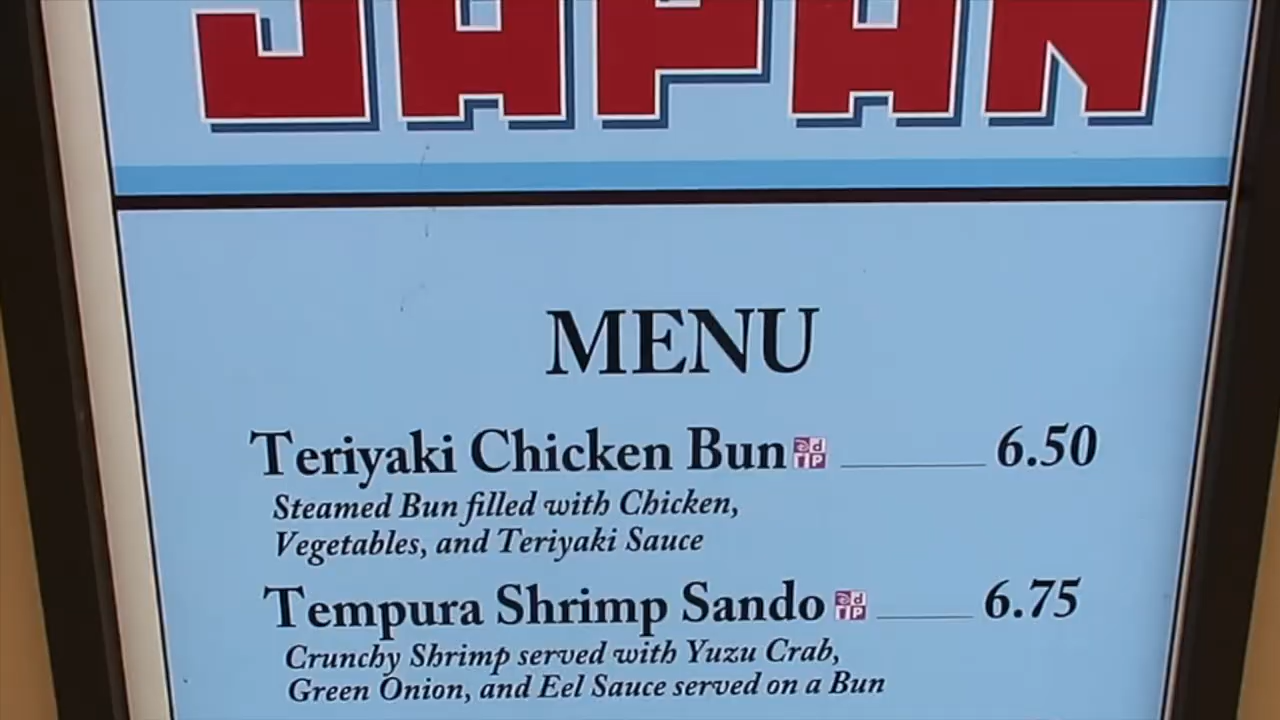 JAPAN
MENU
Teriyaki Chicken Bun 6.50
Steamed Bun filled with Chicken,
Vegetables, and Teriyaki Sauce
Tempura Shrimp Sando 6.75
Crunchy Shrimp served with Yuzu Crab,
Green Onion, and Eel Sauce served on a Bun